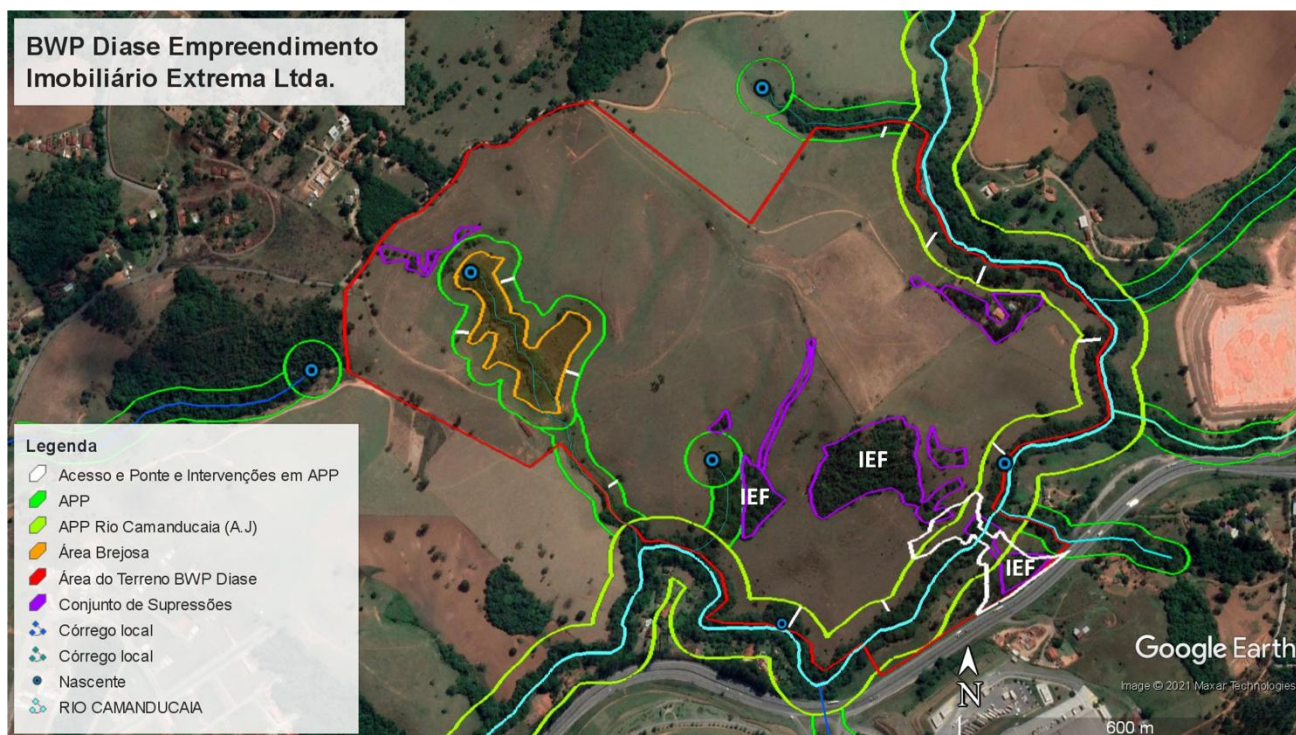 BWP Diase Empreendimento
Imobiliário Extrema Ltda.
IEF
IEF
IEF
Legenda
Acesso e Ponte e Intervenções em APP
APP
APP Rio Camanducaia (A.J)
Área Brejosa
Área do Terreno BWP Diase
Conjunto de Supressões
Córrego local
Córrego local
Nascente
RIO CAMANDUCAIA
Google Earth
Image © 2021 Maxar Technologies
N
600 m